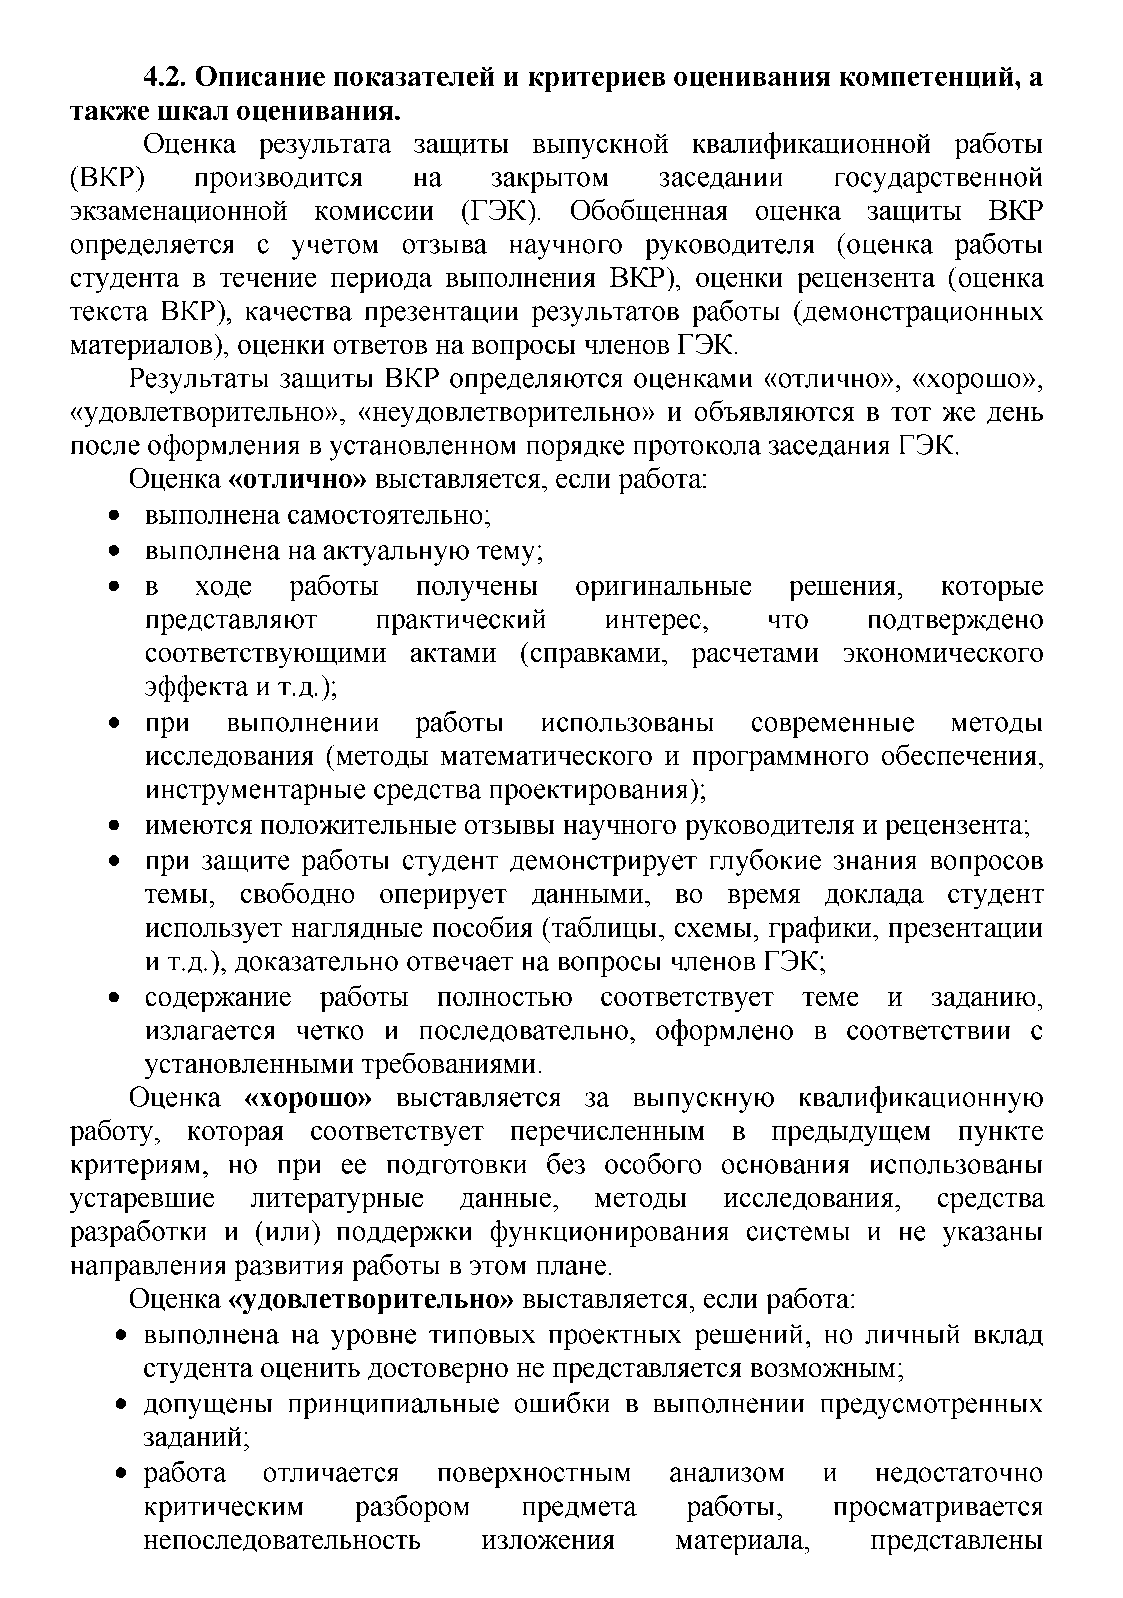 4.2. Описание показателей и критериев оценивания компетенций, а
также шкал оценивания.
Оценка результата защиты выпускной квалификационной работы
(ВКР) производится на закрытом заседании государственной
экзаменационной комиссии (ГЭК). Обобщенная оценка защиты ВКР
определяется с учетом отзыва научного руководителя (оценка работы
студента в течение периода выполнения ВКР), оценки рецензента (оценка
текста ВКР), качества презентации результатов работы (демонстрационных
материалов), оценки ответов на вопросы членов ГЭК.
Результаты защиты ВКР определяются оценками «отлично», «хорошо»,
«удовлетворительно», «неудовлетворительно» и объявляются в тот же день
после оформления в установленном порядке протокола заседания ГЭК.
Оценка «отлично» выставляется, если работа:
• выполнена самостоятельно;
• выполнена на актуальную тему;
• в ходе работы получены оригинальные решения, которые
представляют практический интерес, что подтверждено
соответствующими актами (справками, расчетами экономического
эффекта и т.д.);
• при выполнении работы использованы современные методы
исследования (методы математического и программного обеспечения,
инструментарные средства проектирования);
• имеются положительные отзывы научного руководителя и рецензента;
• при защите работы студент демонстрирует глубокие знания вопросов
темы, свободно оперирует данными, во время доклада студент
использует наглядные пособия (таблицы, схемы, графики, презентации
и т.д.), доказательно отвечает на вопросы членов ГЭК;
• содержание работы полностью соответствует теме и заданию,
излагается четко и последовательно, оформлено в соответствии с
установленными требованиями.
Оценка «хорошо» выставляется за выпускную квалификационную
работу, которая соответствует перечисленным в предыдущем пункте
критериям, но при ее подготовки без особого основания использованы
устаревшие литературные данные, методы исследования, средства
разработки и (или) поддержки функционирования системы и не указаны
направления развития работы в этом плане.
Оценка «удовлетворительно» выставляется, если работа:
• выполнена на уровне типовых проектных решений, но личный вклад
студента оценить достоверно не представляется возможным;
• допущены принципиальные ошибки в выполнении предусмотренных
заданий;
• работа отличается поверхностным анализом и недостаточно
критическим разбором предмета работы, просматривается
непоследовательность изложения материала, представлены